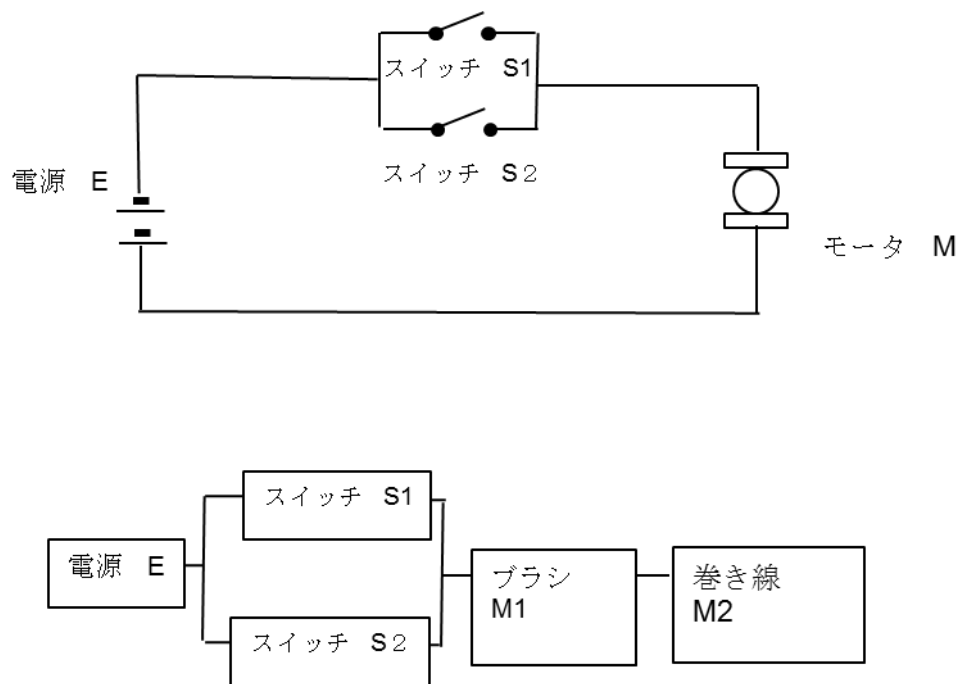 スイッチ S1
スイッチ S２
電源 E
モータ M
スイッチ S1
電源 E
ブラシ
M1
巻き線
M2
スイッチ S２